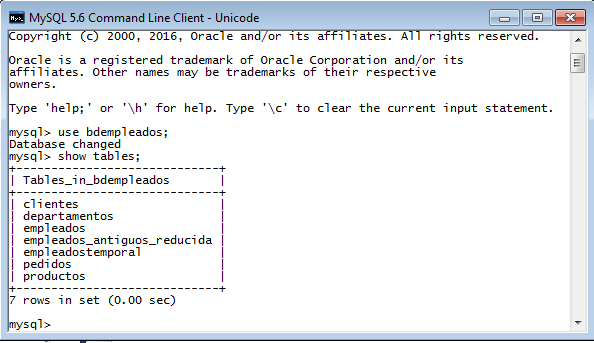 MySQL 5.6 Command Line Client - Unicode
Copyright (c) 2000, 2016, Oracle and/or its affiliates. All rights reserved.
Oracle is a registered trademark of Oracle Corporation and/or its
affiliates. Other names may be trademarks of their respective
owners.
Type 'help;' or '\h' for help. Type '\c' to clear the current input statement.
mysql> use bdempleados;
Database changed
mysql> show tables;
+-----------------------------+
| Tables_in_bdempleados       |
+-----------------------------+
| clientes                    |
| departamentos               |
| empleados                   |
| empleados_antiguos_reducida |
| empleadostemporal           |
| pedidos                     |
| productos                   |
+-----------------------------+
7 rows in set (0.00 sec)
mysql>